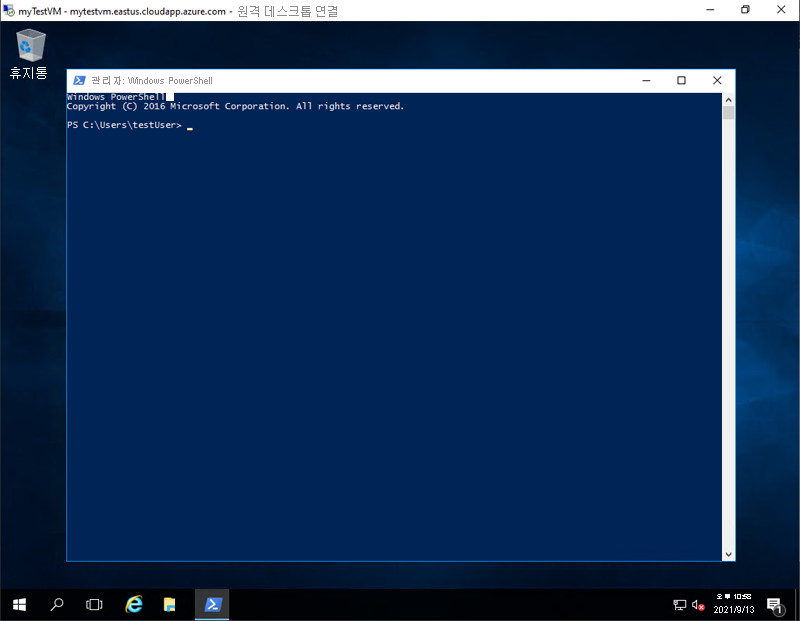 myTestVM - mytestvm.eastus.cloudapp.azure.com - 원격 데스크톱 연결
휴지통
관리자: Windows PowerShell
Windows PowerShell
Copyright (C) 2016 Microsoft Corporation. All rights reserved.
PS C:\Users\testUser> _
오후 10:58
2021/9/13
1